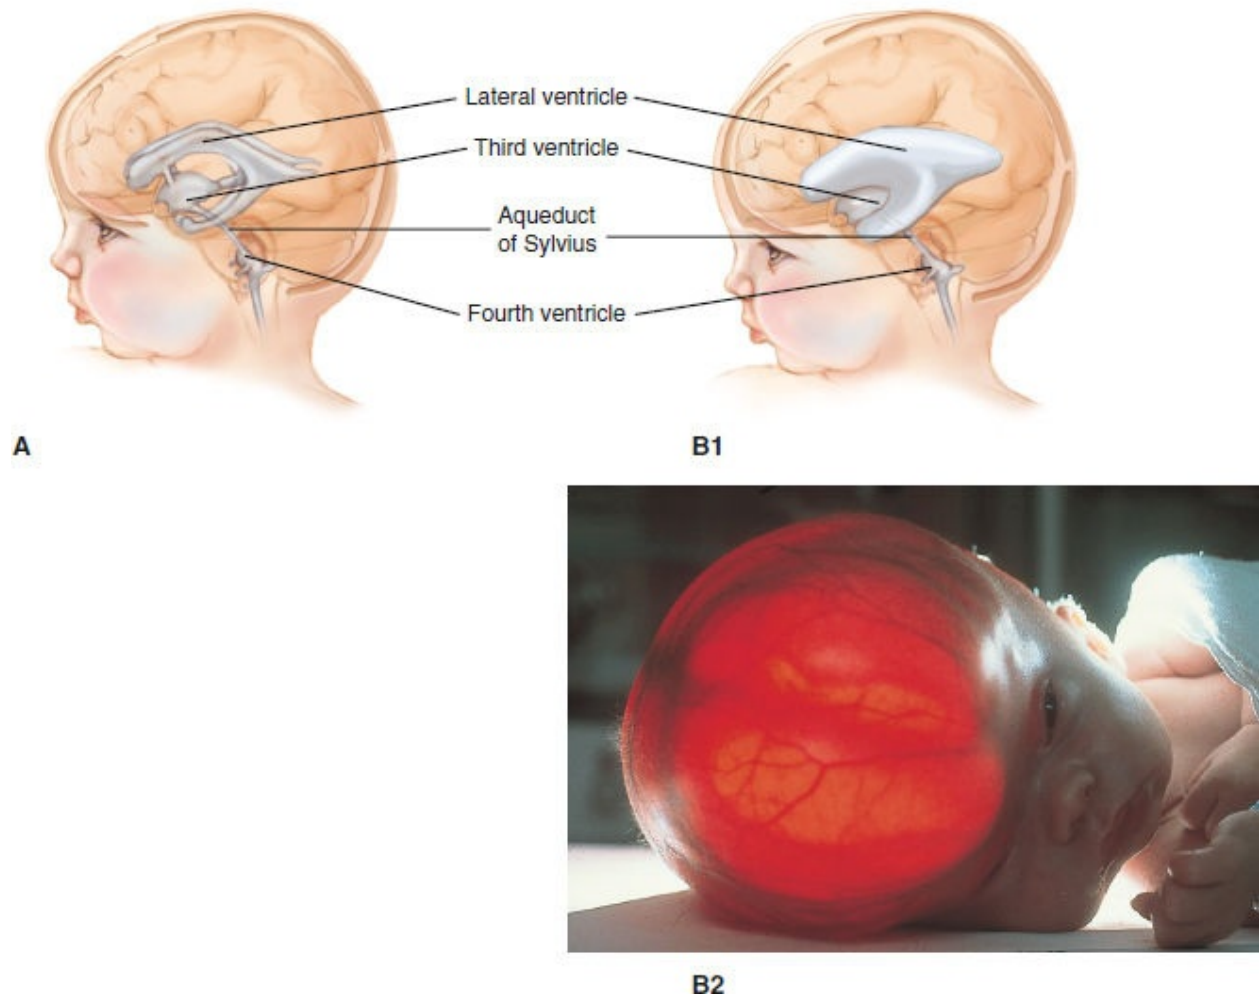 Lateral ventricle
Third ventricle
Aqueduct
of Sylvius
Fourth ventricle
A
B1
B2